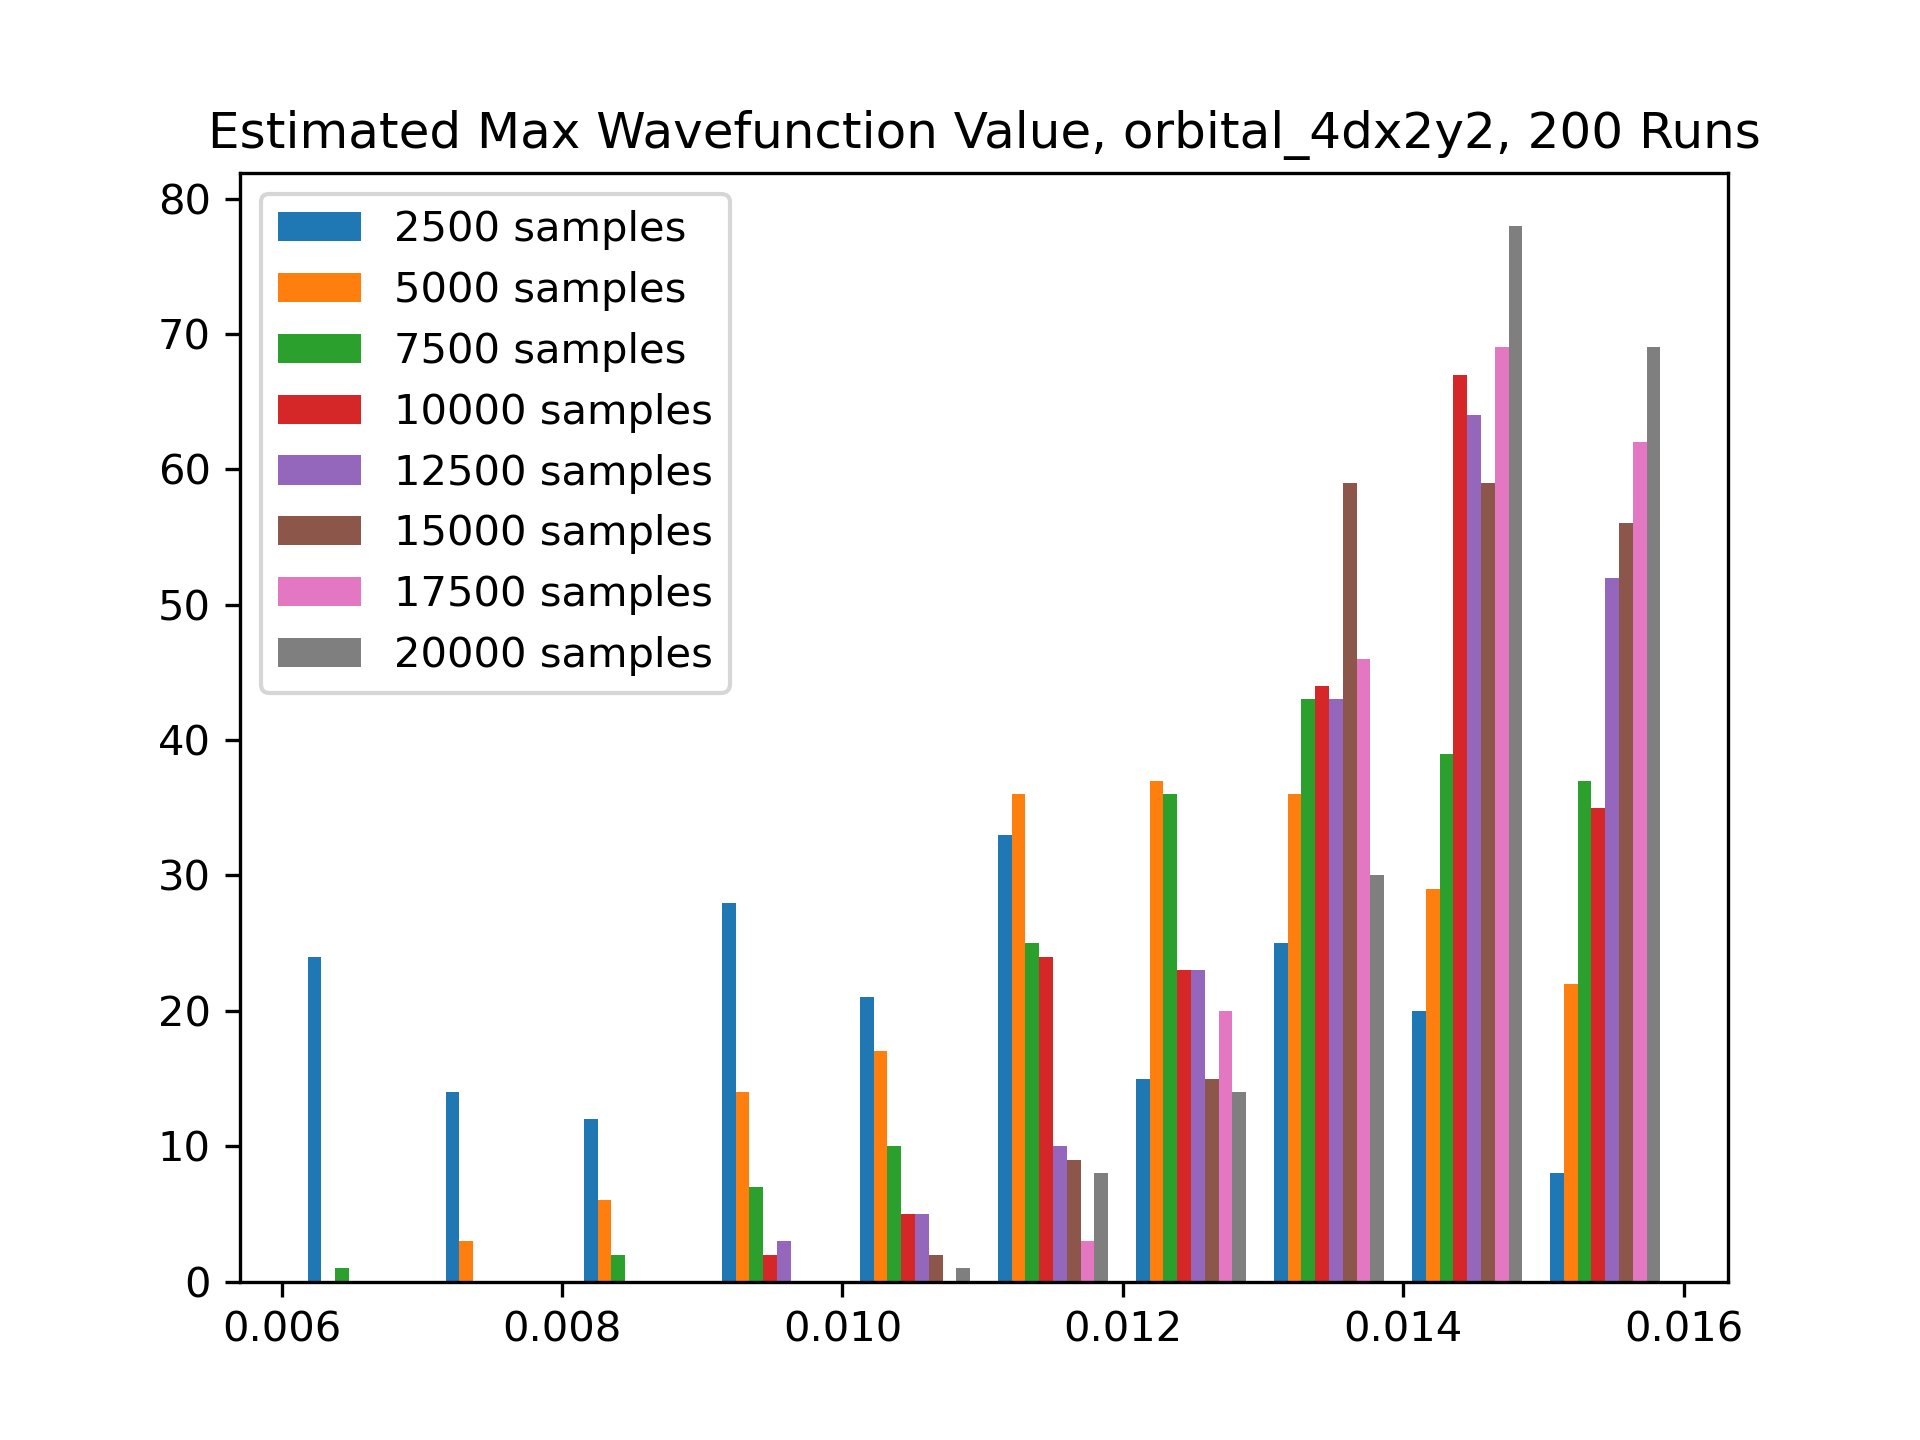 Estimated Max Wavefunction Value, orbital_4dx2y2, 200 Runs
80
70
60
50
40
30
20
10
0
2500 samples
5000 samples
7500 samples
10000 samples
12500 samples
15000 samples
17500 samples
20000 samples
0.006 0.008 0.010 0.012 0.014 0.016